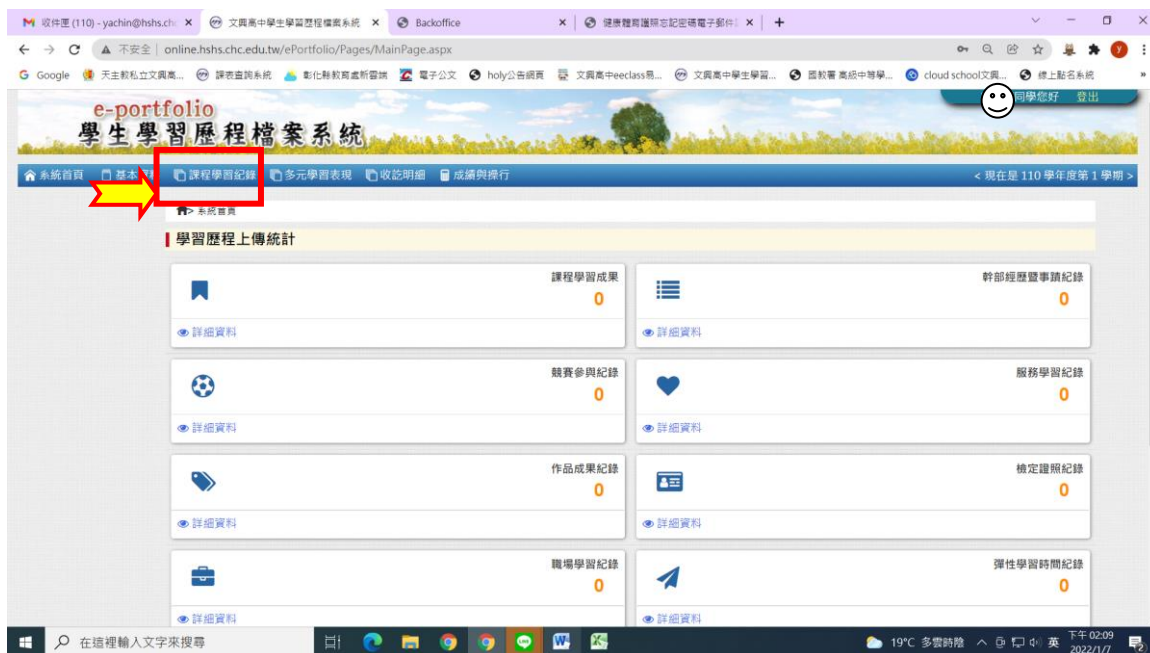 收件匣 (110) - yachin@hshs.ch
文興高中學生學習歷程檔案系統
Backoffice
健康體育護照忘記密碼電子郵件
不安全 | online.hshs.chc.edu.tw/ePortfolio/Pages/MainPage.aspx
Google 天主教私立文興高... 課表查詢系統 彰化縣教育處新雲端 電子公文 holy公告網頁 文興高中eeclass易... 文興高中學生學習... 國教署 高級中等學... cloud school文興... 線上點名系統 »
e-portfolio
學生學習歷程檔案系統
同學您好 登出
系統首頁 基本 課程學習紀錄 多元學習表現 收訖明細 成績與操行 < 現在是 110 學年度第 1 學期 >
> 系統首頁
學習歷程上傳統計
課程學習成果
0
詳細資料
幹部經歷暨事蹟紀錄
0
詳細資料
競賽參與紀錄
0
詳細資料
服務學習紀錄
0
詳細資料
作品成果紀錄
0
詳細資料
檢定證照紀錄
0
詳細資料
職場學習紀錄
0
詳細資料
彈性學習時間紀錄
0
詳細資料
在這裡輸入文字來搜尋
19°C 多雲時陰 英 下午 02:09
2022/1/7